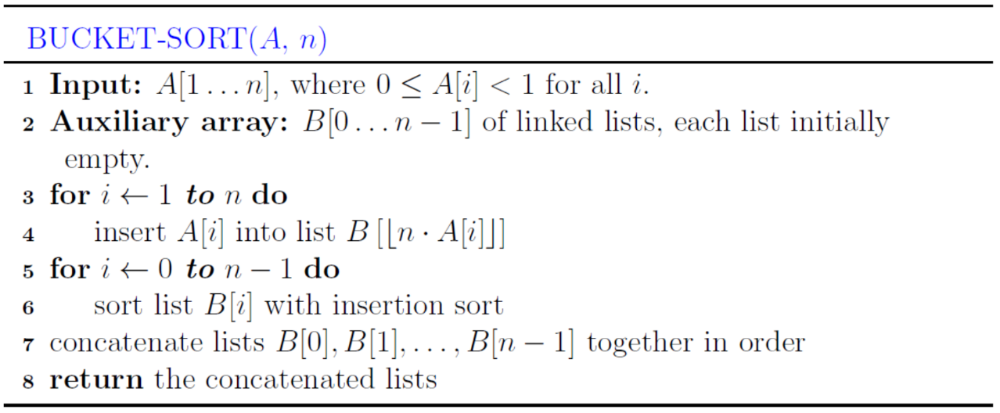 BUCKET-SORT(A, n)
1 Input: A[1 … n], where 0 ≤ A[i] < 1 for all i.
2 Auxiliary array: B[0 … n − 1] of linked lists, each list initially
empty.
3 for i ← 1 to n do
4 insert A[i] into list B [⌊n · A[i]⌋]
5 for i ← 0 to n − 1 do
6 sort list B[i] with insertion sort
7 concatenate lists B[0], B[1], … , B[n − 1] together in order
8 return the concatenated lists